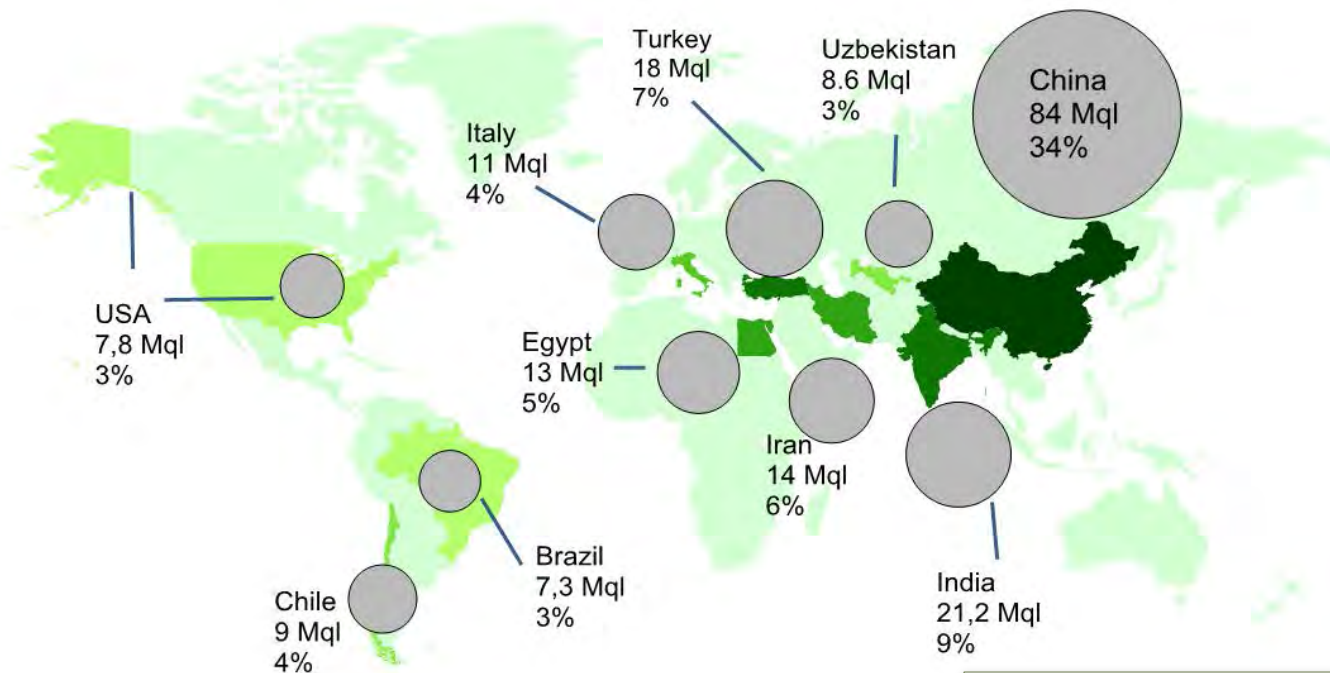 Turkey
18 Mql
7%
Uzbekistan
8.6 Mql
3%
China
84 Mql
34%
Italy
11 Mql
4%
USA
7,8 Mql
3%
Egypt
13 Mql
5%
Iran
14 Mql
6%
Brazil
7,3 Mql
3%
Chile
9 Mql
4%
India
21,2 Mql
9%